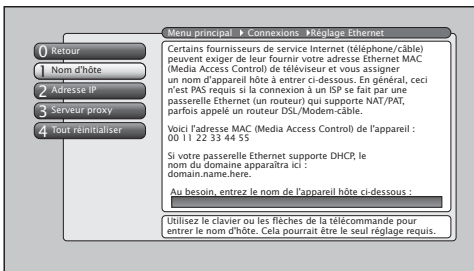 Menu principal ▸ Connexions ▸Réglage Ethernet
0 Retour
1 Nom d'hôte
2 Adresse IP
3 Serveur proxy
4 Tout réinitialiser
Certains fournisseurs de service Internet (téléphone/câble)
peuvent exiger de leur fournir votre adresse Ethernet MAC
(Media Access Control) de téléviseur et vous assigner
un nom d'appareil hôte à entrer ci-dessous. En général, ceci
n'est PAS requis si la connexion à un ISP se fait par une
passerelle Ethernet (un routeur) qui supporte NAT/PAT,
parfois appelé un routeur DSL/Modem-câble.
Voici l'adresse MAC (Media Access Control) de l'appareil :
00 11 22 33 44 55
Si votre passerelle Ethernet supporte DHCP, le
nom du domaine apparaîtra ici :
domain.name.here.
Au besoin, entrez le nom de l'appareil hôte ci-dessous :
Utilisez le clavier ou les flèches de la télécommande pour
entrer le nom d'hôte. Cela pourrait être le seul réglage requis.